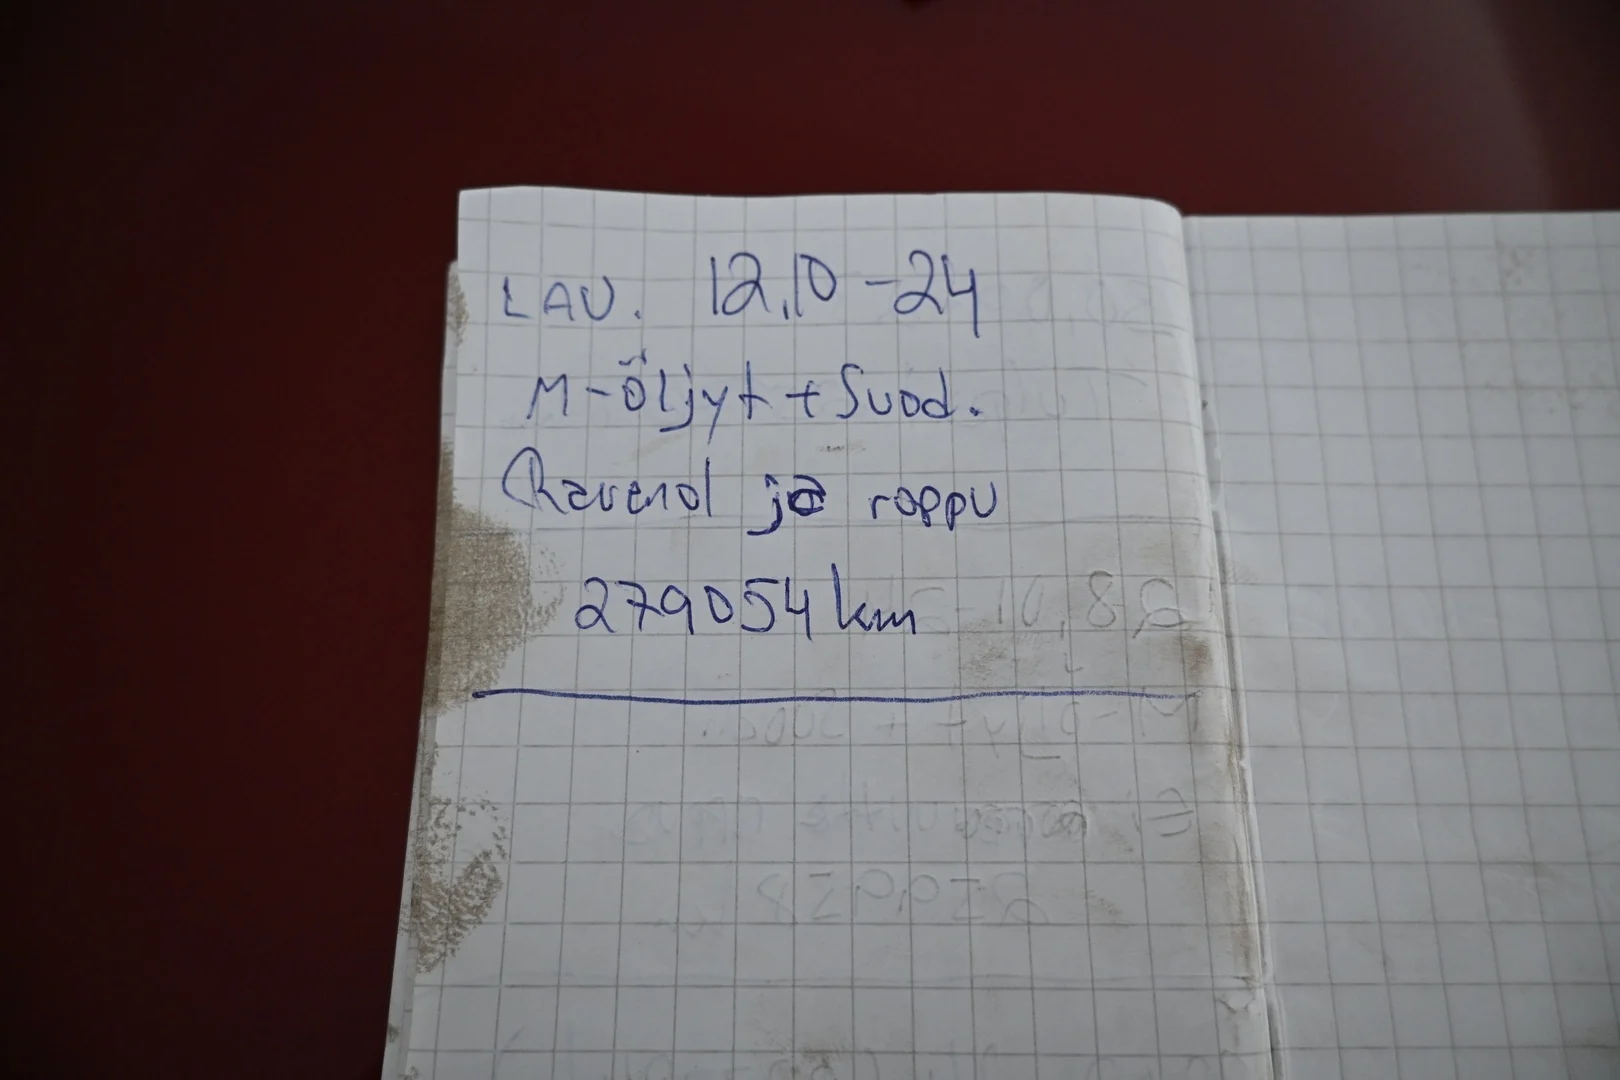 LAU. 12.10-24
M-Öljyt + Suod.
Ravenol ja roppu
279054 km